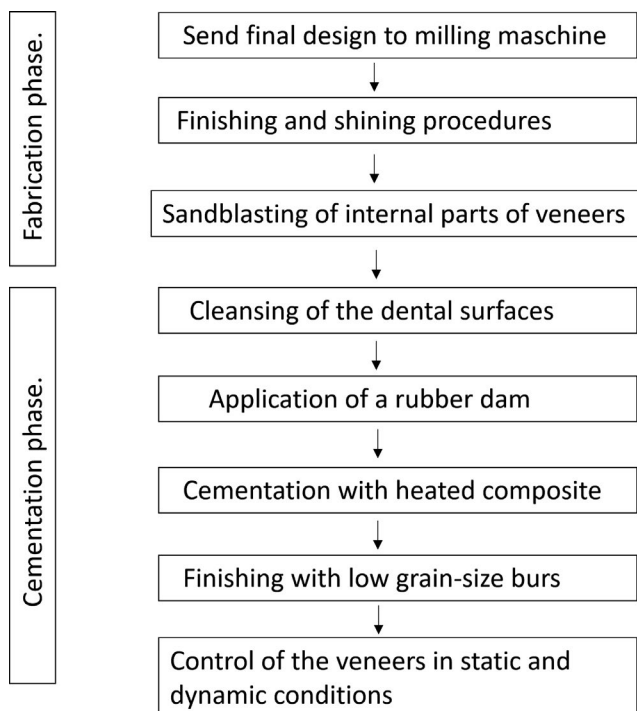 Fabrication phase.
Send final design to milling maschine
Finishing and shining procedures
Sandblasting of internal parts of veneers
Cementation phase.
Cleansing of the dental surfaces
Application of a rubber dam
Cementation with heated composite
Finishing with low grain-size burs
Control of the veneers in static and
dynamic conditions